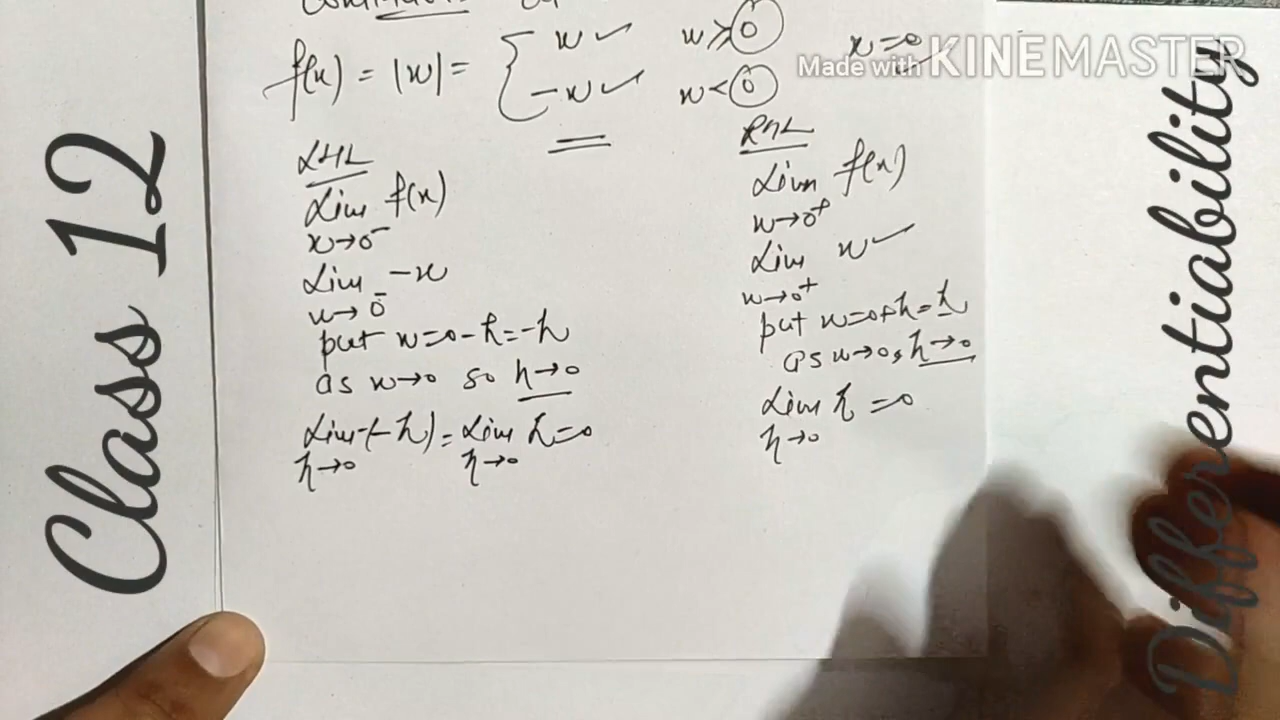 f(x) = |x| = { x x ≥ 0 x = 0
-x x < 0
LHL
Lim f(x)
x→0⁻
Lim -x
x→0⁻
put x=0-h=-h
as x→0 so h→0
Lim -(-h) = Lim h=0
h→0 h→0
RHL
Lim f(x)
x→0⁺
Lim x
x→0⁺
put x=0+h=h
as x→0, h→0
Lim h =0
h→0
Made with KINEMASTER
Class 12
Differentiability